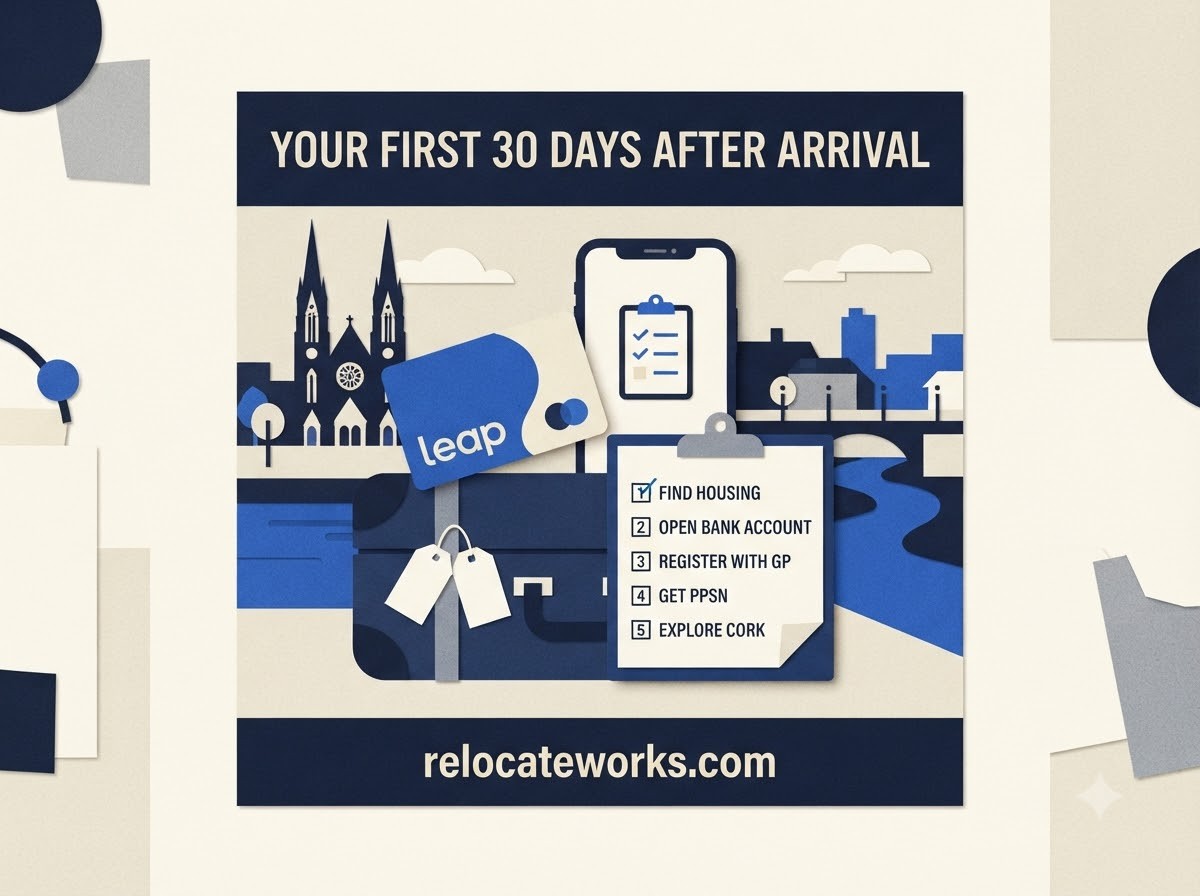 YOUR FIRST 30 DAYS AFTER ARRIVAL
leap
1 FIND HOUSING
2 OPEN BANK ACCOUNT
3 REGISTER WITH GP
4 GET PPSN
5 EXPLORE CORK
relocateworks.com